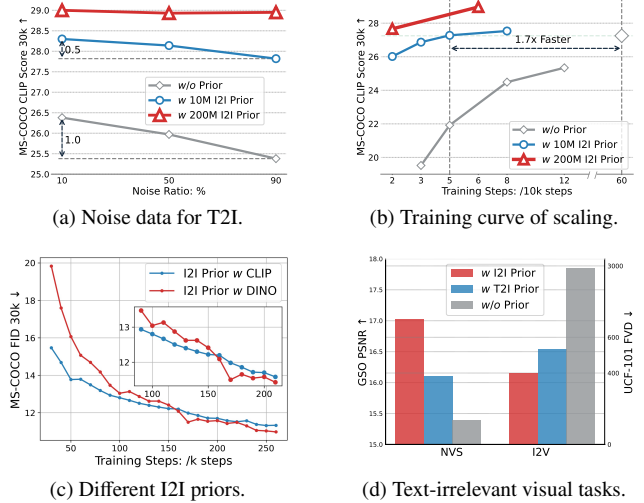 MS-COCO CLIP Score 30k ↑
29.0
28.5
28.0
27.5
27.0
26.5
26.0
25.5
25.0
0.5
1.0
w/o Prior
w 10M I2I Prior
w 200M I2I Prior
10
50
90
Noise Ratio: %
(a) Noise data for T2I.
MS-COCO CLIP Score 30k ↑
28
26
24
22
20
1.7x Faster
w/o Prior
w 10M I2I Prior
w 200M I2I Prior
2 3 5 6 8 12 60
Training Steps: /10k steps
(b) Training curve of scaling.
MS-COCO FID 30k ↓
20
18
16
14
12
I2I Prior w CLIP
I2I Prior w DINO
13
12
100 150 200
50 100 150 200 250
Training Steps: /k steps
(c) Different I2I priors.
GSO PSNR ↑
18.0
17.5
17.0
16.5
16.0
15.5
15.0
w I2I Prior
w T2I Prior
w/o Prior
3000
600
400
0
UCF-101 FVD ↓
NVS I2V
(d) Text-irrelevant visual tasks.